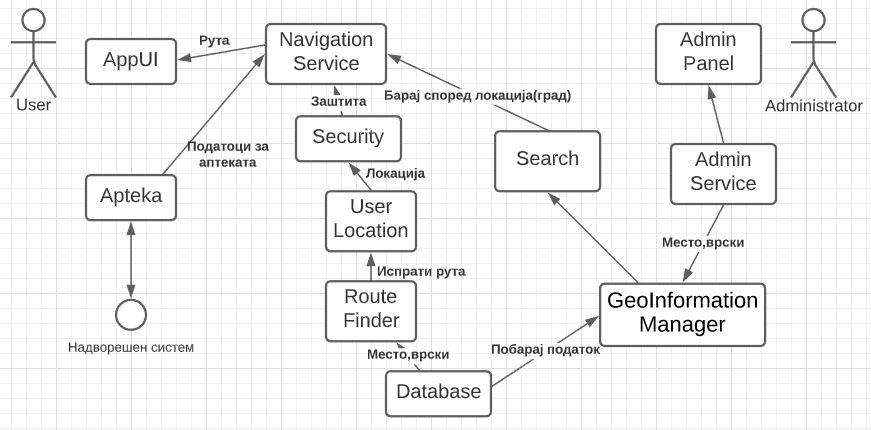 Navigation
Service
Admin
Panel
AppUI
Рута
User
Administrator
Заштита
Барај според локација(град)
Security
Search
Податоци за
аптеката
Admin
Service
Локација
Apteka
User
Location
Место,врски
Испрати рута
Route
Finder
GeoInformation
Manager
Надворешен систем
Место,врски
Побарај податок
Database